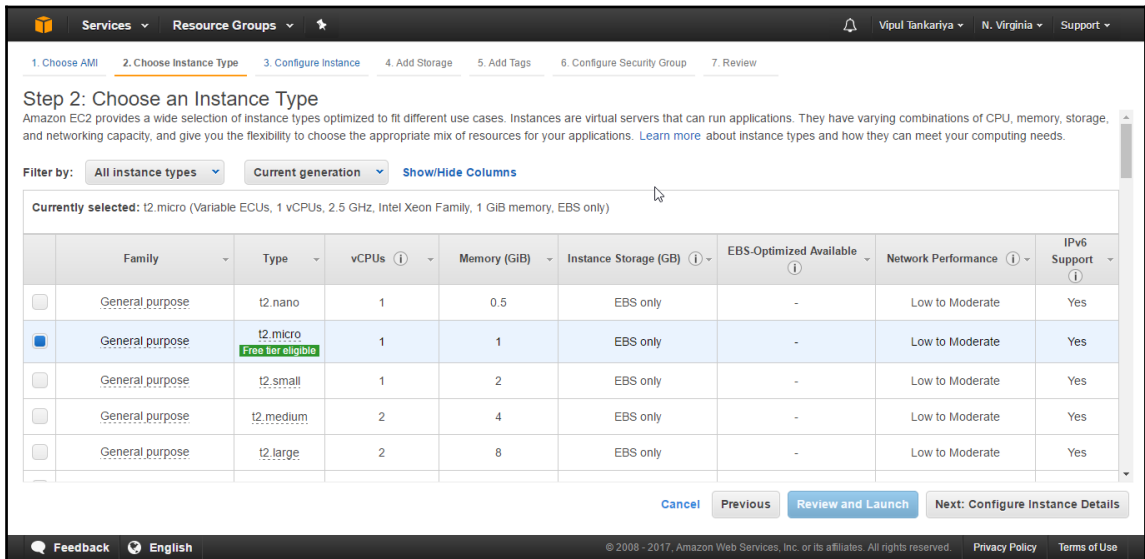 Services Resource Groups Vipul Tankariya N. Virginia Support
1. Choose AMI 2. Choose Instance Type 3. Configure Instance 4. Add Storage 5. Add Tags 6. Configure Security Group 7. Review
Step 2: Choose an Instance Type
Amazon EC2 provides a wide selection of instance types optimized to fit different use cases. Instances are virtual servers that can run applications. They have varying combinations of CPU, memory, storage,
and networking capacity, and give you the flexibility to choose the appropriate mix of resources for your applications. Learn more about instance types and how they can meet your computing needs.
Filter by: All instance types Current generation Show/Hide Columns
Currently selected: t2.micro (Variable ECUs, 1 vCPUs, 2.5 GHz, Intel Xeon Family, 1 GiB memory, EBS only)
Family Type vCPUs Memory (GiB) Instance Storage (GB) EBS-Optimized Available Network Performance IPv6 Support
General purpose t2.nano 1 0.5 EBS only - Low to Moderate Yes
General purpose t2.micro 1 1 EBS only - Low to Moderate Yes
Free tier eligible
General purpose t2.small 1 2 EBS only - Low to Moderate Yes
General purpose t2.medium 2 4 EBS only - Low to Moderate Yes
General purpose t2.large 2 8 EBS only - Low to Moderate Yes
Cancel Previous Review and Launch Next: Configure Instance Details
Feedback English © 2008 - 2017, Amazon Web Services, Inc. or its affiliates. All rights reserved. Privacy Policy Terms of Use